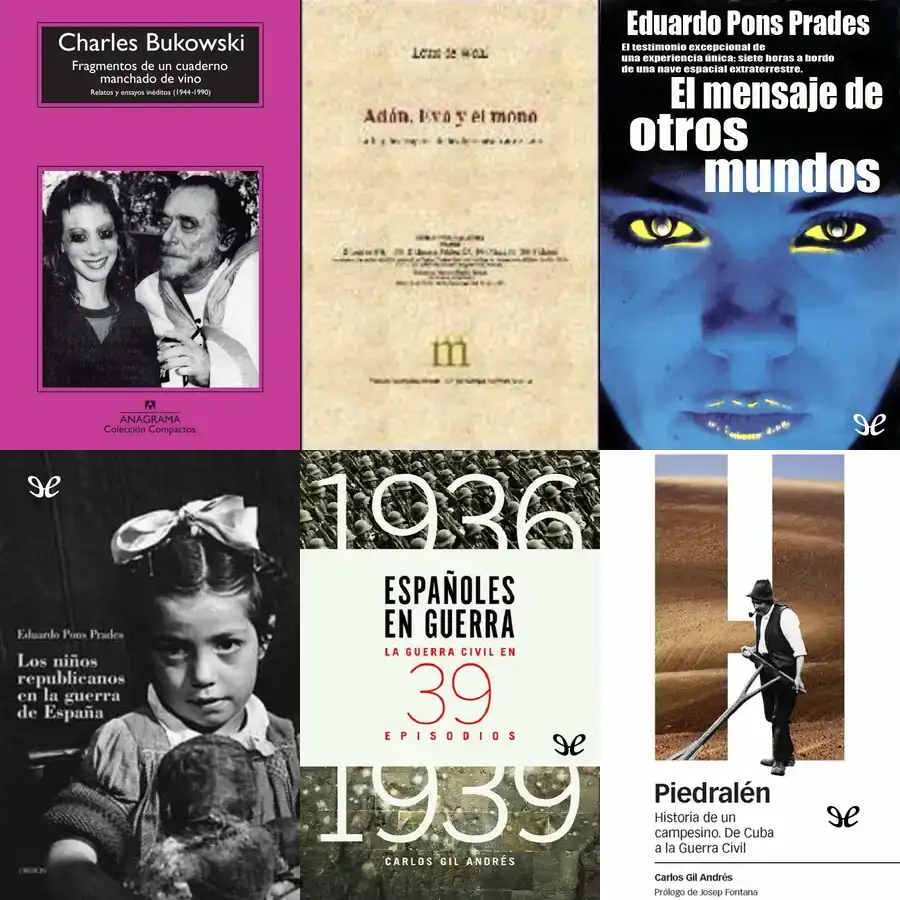 Charles Bukowski
Fragmentos de un cuaderno
manchado de vino
Relatos y ensayos inéditos (1944-1990)
ANAGRAMA
Colección Compactos
Adán, Eva y el mono
m
Eduardo Pons Prades
El testimonio excepcional de
una experiencia única: siete horas a bordo
de una nave espacial extraterrestre.
El mensaje de
otros
mundos
Eduardo Pons Prades
Los niños
republicanos
en la guerra
de España
1936
ESPAÑOLES
EN GUERRA
LA GUERRA CIVIL EN
39
EPISODIOS
1939
CARLOS GIL ANDRÉS
Piedralén
Historia de un
campesino. De Cuba
a la Guerra Civil
Carlos Gil Andrés
Prólogo de Josep Fontana